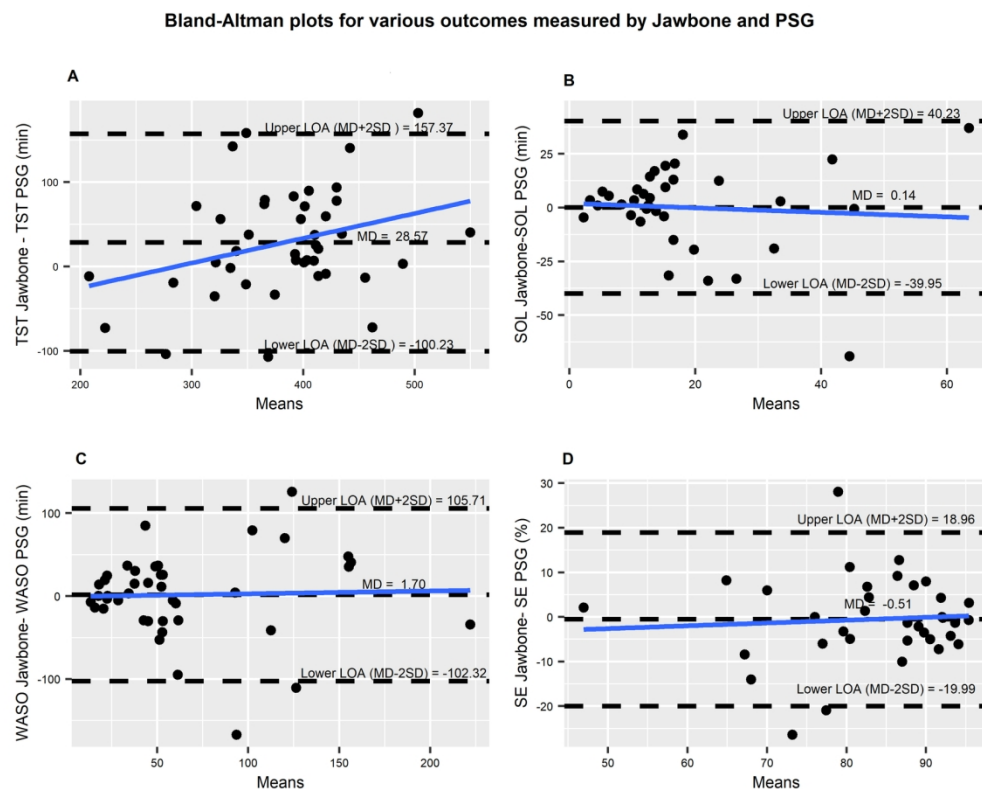 Bland-Altman plots for various outcomes measured by Jawbone and PSG
A
TST Jawbone - TST PSG (min)
100
0
-100
Upper LOA (MD+2SD ) = 157.37
MD = 28.57
Lower LOA (MD-2SD ) = -100.23
200
300
400
500
Means
B
SOL Jawbone-SOL PSG (min)
25
0
-25
-50
Upper LOA (MD+2SD ) = 40.23
MD = 0.14
Lower LOA (MD-2SD) = -39.95
0
20
40
60
Means
C
WASO Jawbone- WASO PSG (min)
100
0
-100
Upper LOA (MD+2SD) = 105.71
MD = 1.70
Lower LOA (MD-2SD) = -102.32
50
100
150
200
Means
D
SE Jawbone- SE PSG (%)
30
20
10
0
-10
-20
Upper LOA (MD+2SD) = 18.96
MD = -0.51
Lower LOA (MD-2SD) = -19.99
50
60
70
80
90
Means